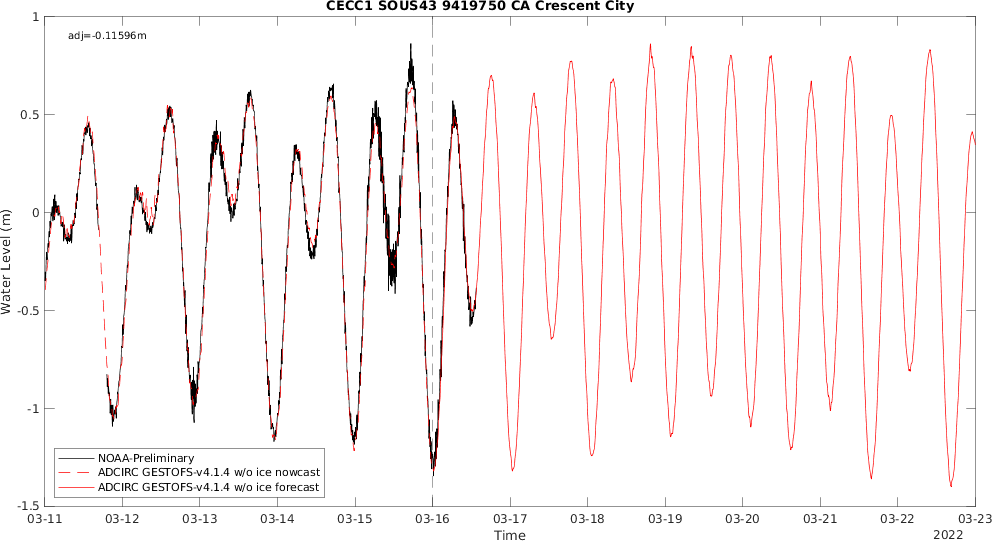 CECC1 SOUS43 9419750 CA Crescent City
adj=-0.11596m
Water Level (m)
1
0.5
0
-0.5
-1
-1.5
NOAA-Preliminary
ADCIRC GESTOFS-v4.1.4 w/o ice nowcast
ADCIRC GESTOFS-v4.1.4 w/o ice forecast
03-11 03-12 03-13 03-14 03-15 03-16 03-17 03-18 03-19 03-20 03-21 03-22 03-23
Time
2022